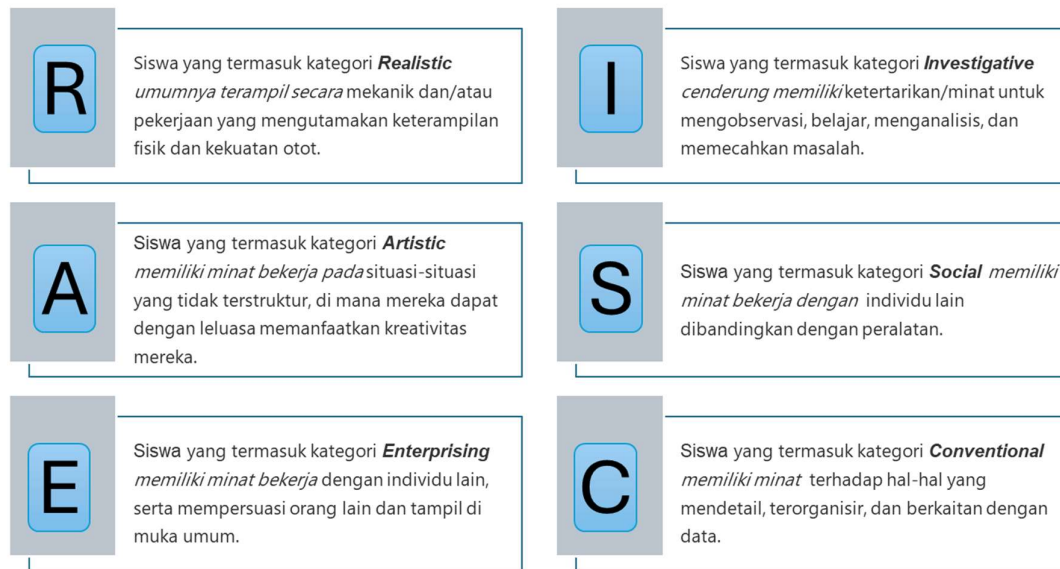 R
Siswa yang termasuk kategori Realistic
umumnya terampil secara mekanik dan/atau
pekerjaan yang mengutamakan keterampilan
fisik dan kekuatan otot.
I
Siswa yang termasuk kategori Investigative
cenderung memiliki ketertarikan/minat untuk
mengobservasi, belajar, menganalisis, dan
memecahkan masalah.
A
Siswa yang termasuk kategori Artistic
memiliki minat bekerja pada situasi-situasi
yang tidak terstruktur, di mana mereka dapat
dengan leluasa memanfaatkan kreativitas
mereka.
S
Siswa yang termasuk kategori Social memiliki
minat bekerja dengan individu lain
dibandingkan dengan peralatan.
E
Siswa yang termasuk kategori Enterprising
memiliki minat bekerja dengan individu lain,
serta mempersuasi orang lain dan tampil di
muka umum.
C
Siswa yang termasuk kategori Conventional
memiliki minat terhadap hal-hal yang
mendetail, terorganisir, dan berkaitan dengan
data.